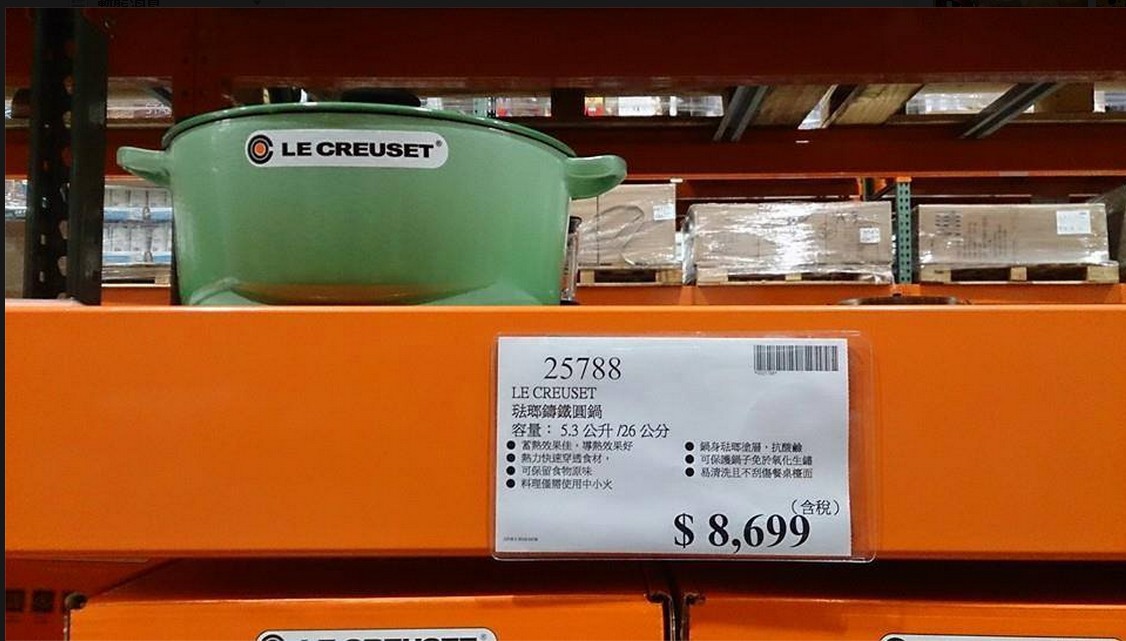 LE CREUSET®
25788
LE CREUSET
琺瑯鑄鐵圓鍋
容量： 5.3 公升 /26 公分
● 蓄熱效果佳，導熱效果好
● 熱力快速穿透食材，
● 可保留食物原味
● 料理僅需使用中小火
● 鍋身琺瑯塗層，抗酸鹼
● 可保護鍋子免於氧化生鏽
● 易清洗且不刮傷餐桌檯面
（含稅）
$ 8,699
LE CREUSET